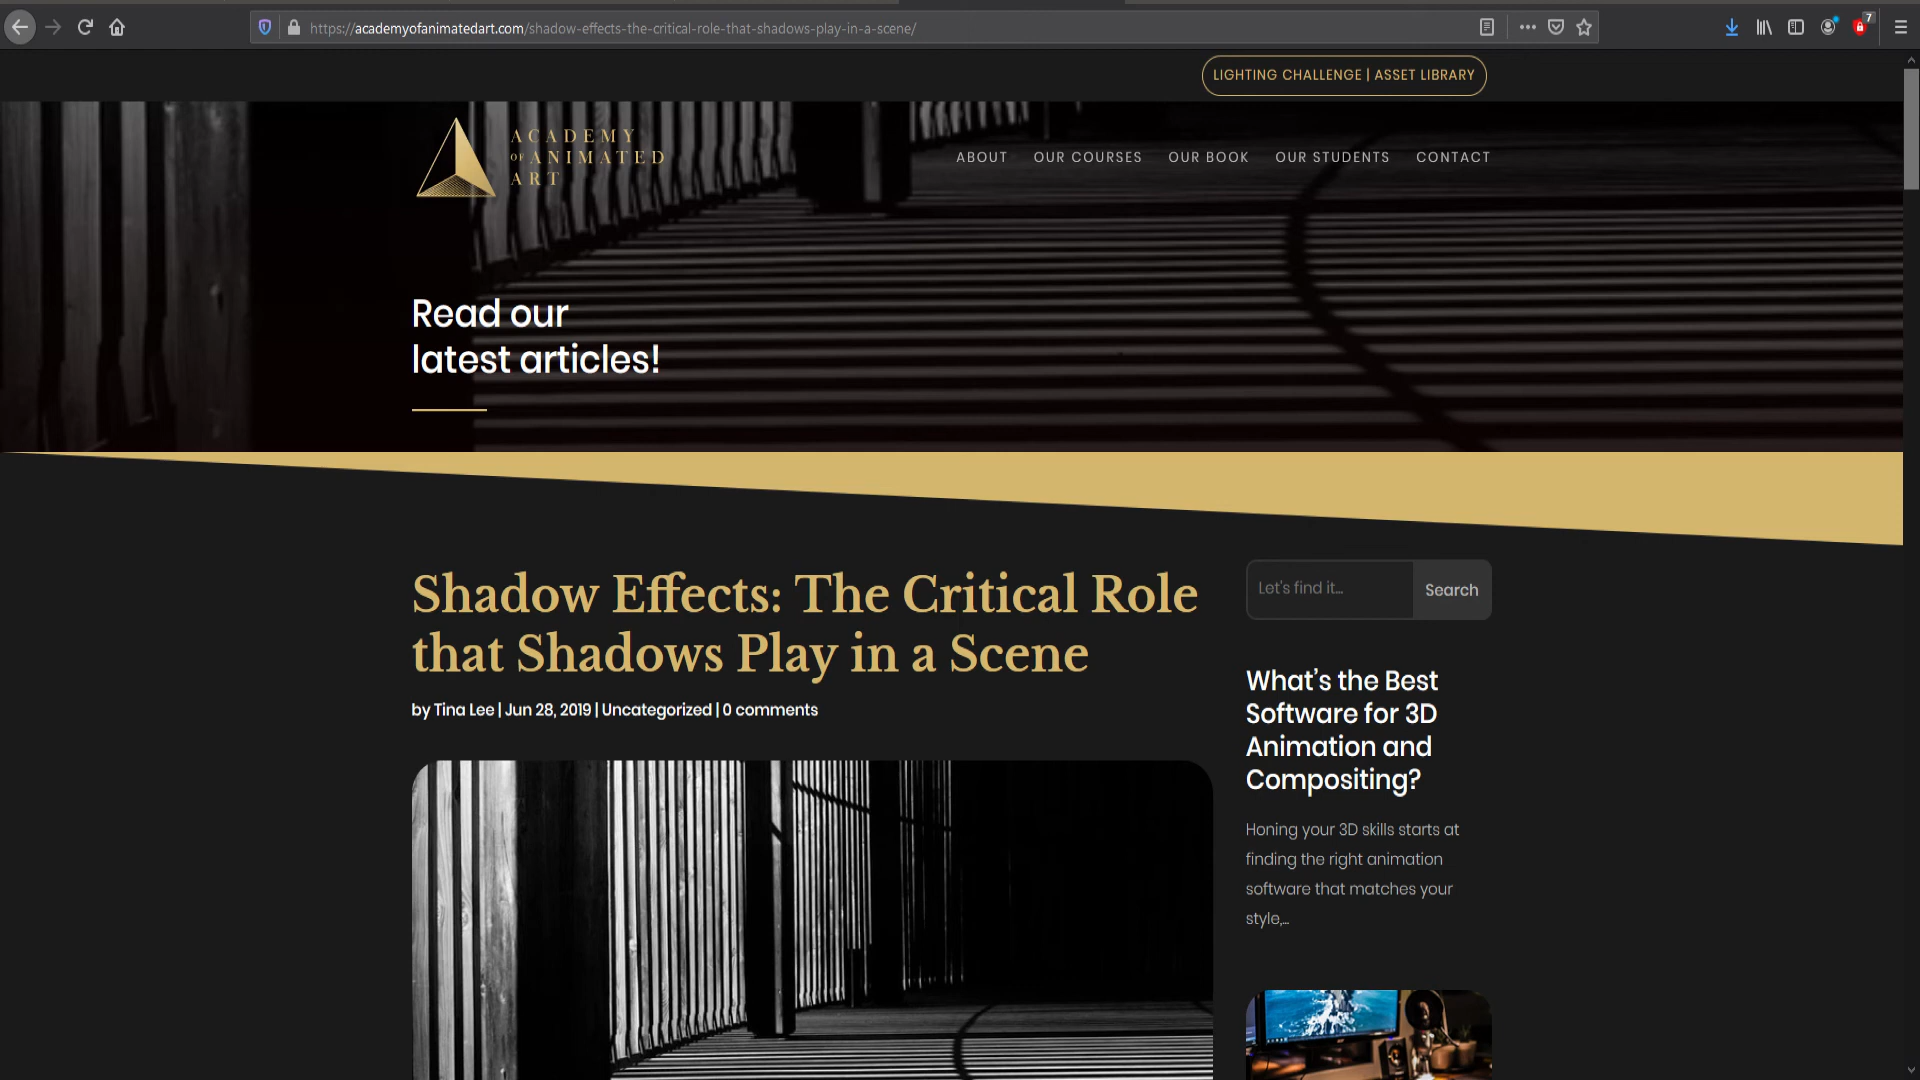 https://academyofanimatedart.com/shadow-effects-the-critical-role-that-shadows-play-in-a-scene/
7
LIGHTING CHALLENGE | ASSET LIBRARY
ACADEMY
OF ANIMATED
ART
ABOUT OUR COURSES OUR BOOK OUR STUDENTS CONTACT
Read our
latest articles!
Shadow Effects: The Critical Role
that Shadows Play in a Scene
by Tina Lee | Jun 28, 2019 | Uncategorized | 0 comments
Let's find it...
Search
What’s the Best
Software for 3D
Animation and
Compositing?
Honing your 3D skills starts at
finding the right animation
software that matches your
style,...